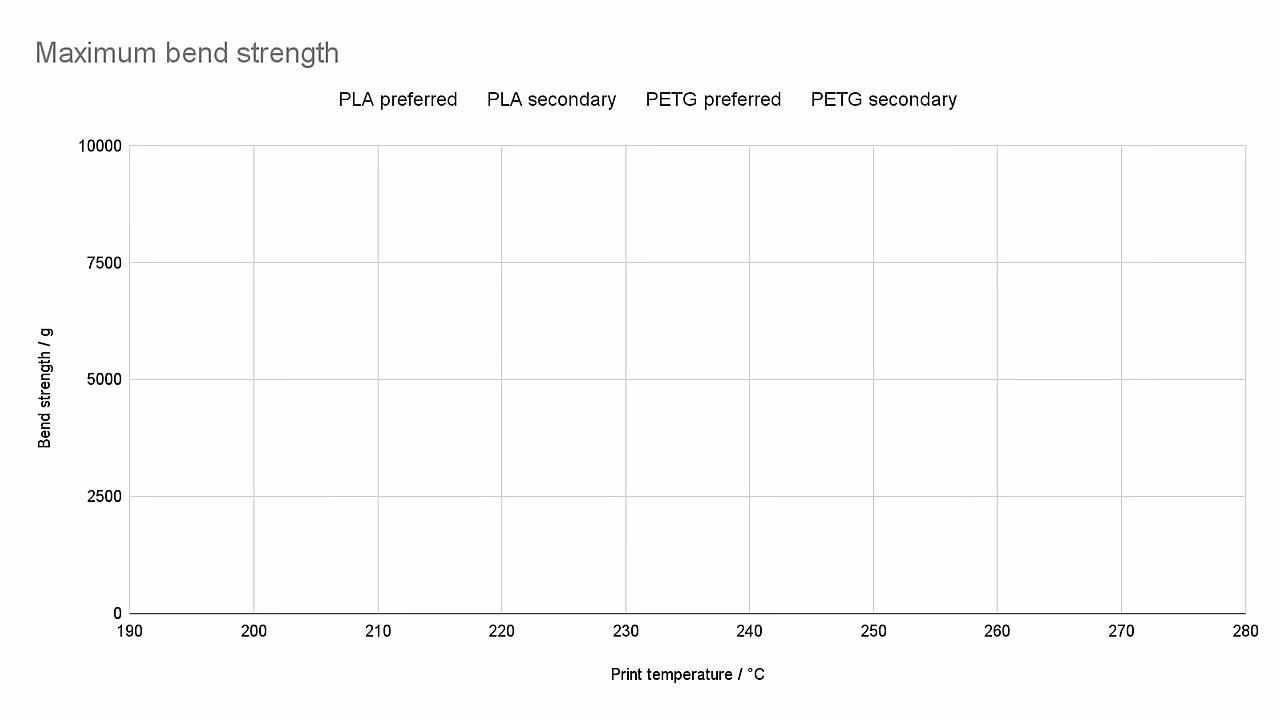 Maximum bend strength
PLA preferred PLA secondary PETG preferred PETG secondary
10000
7500
5000
2500
0
Bend strength / g
190 200 210 220 230 240 250 260 270 280
Print temperature / °C